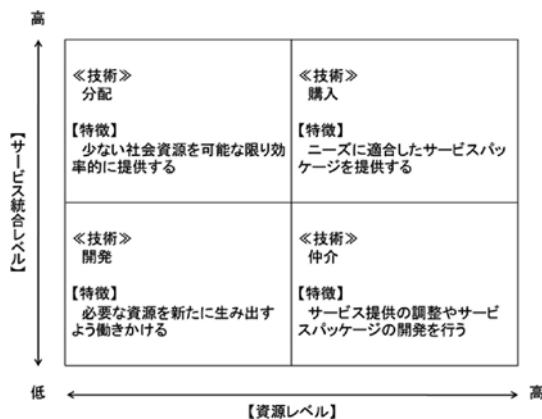 高
≪技術≫
分配
【特徴】
少ない社会資源を可能な限り効
率的に提供する
≪技術≫
購入
【特徴】
ニーズに適合したサービスパッ
ケージを提供する
【サービス統合レベル】
≪技術≫
開発
【特徴】
必要な資源を新たに生み出す
よう働きかける
≪技術≫
仲介
【特徴】
サービス提供の調整やサービ
スパッケージの開発を行う
低
高
【資源レベル】